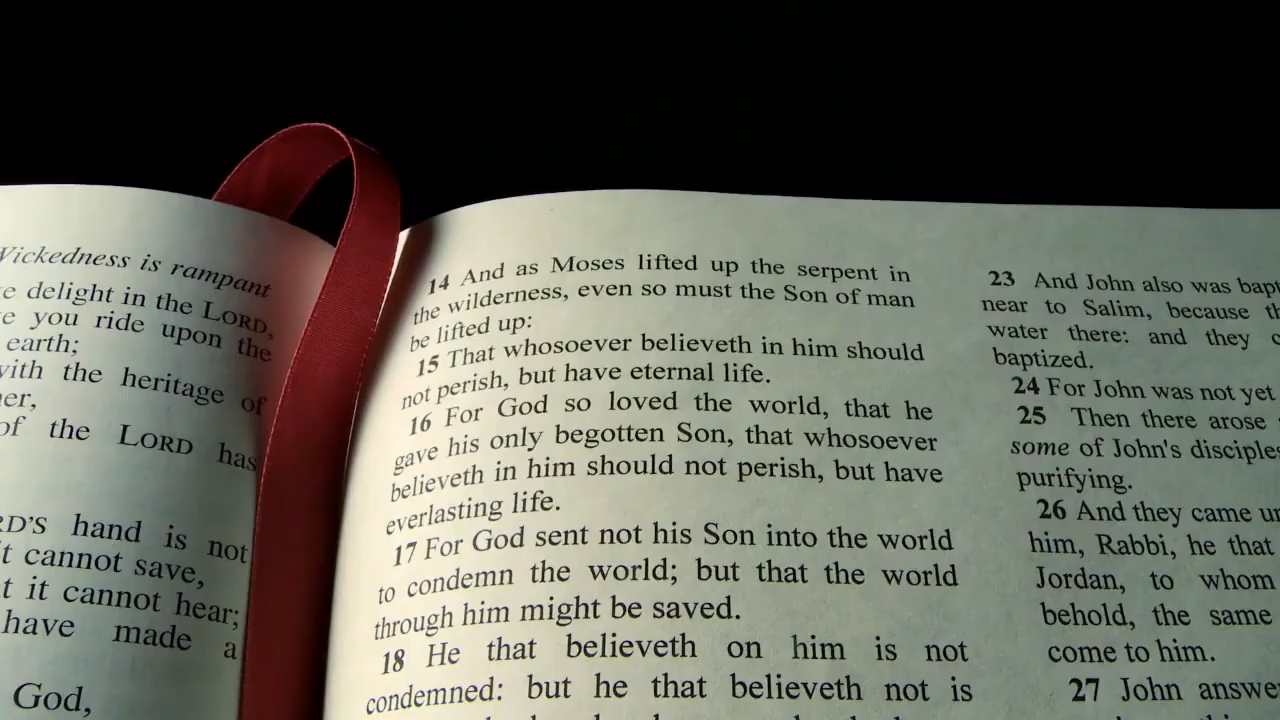 Wickedness is rampant
delight in the LORD,
you ride upon the
earth;
with the heritage of
of the LORD has
hand is not
cannot save,
it cannot hear;
have made a
God,
14 And as Moses lifted up the serpent in
the wilderness, even so must the Son of man
be lifted up:
15 That whosoever believeth in him should
not perish, but have eternal life.
16 For God so loved the world, that he
gave his only begotten Son, that whosoever
believeth in him should not perish, but have
everlasting life.
17 For God sent not his Son into the world
to condemn the world; but that the world
through him might be saved.
18 He that believeth on him is not
condemned: but he that believeth not is
23 And John also was
near to Salim, because
water there: and they
baptized.
24 For John was not yet
25 Then there arose
some of John's
purifying.
26 And they came
him, Rabbi, he that
Jordan, to whom
behold, the same
come to him.
27 John